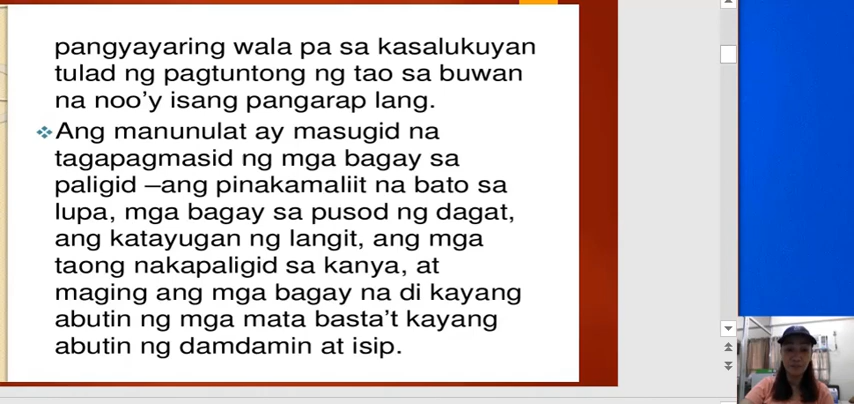 pangyayaring wala pa sa kasalukuyan
tulad ng pagtuntong ng tao sa buwan
na noo'y isang pangarap lang.
Ang manunulat ay masugid na
tagapagmasid ng mga bagay sa
paligid –ang pinakamaliit na bato sa
lupa, mga bagay sa pusod ng dagat,
ang katayugan ng langit, ang mga
taong nakapaligid sa kanya, at
maging ang mga bagay na di kayang
abutin ng mga mata basta't kayang
abutin ng damdamin at isip.